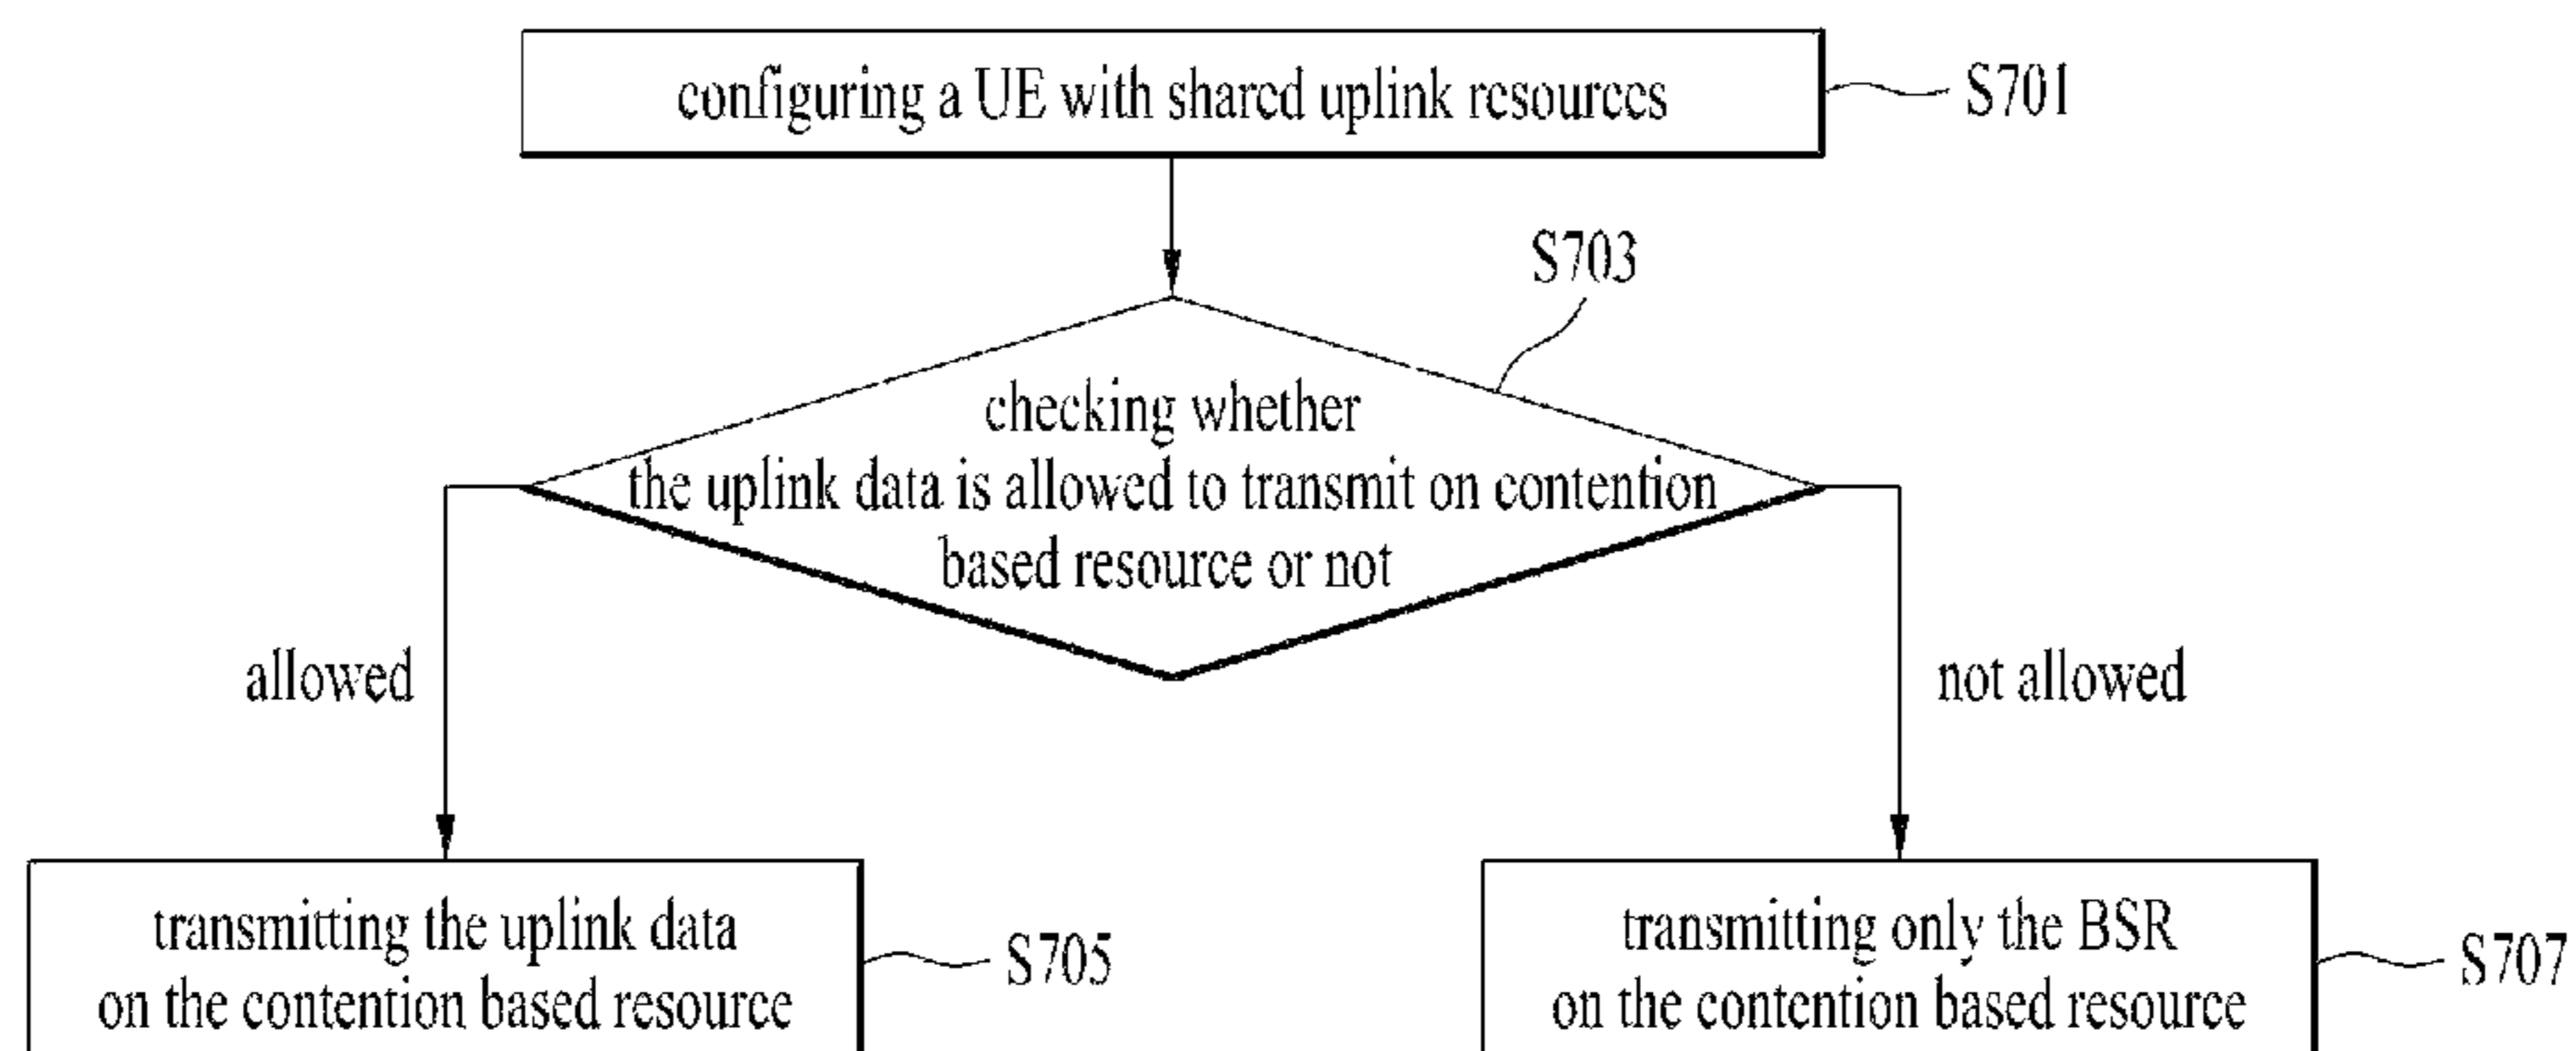 configuring a UE with shared uplink resources
S701
S703
checking whether
the uplink data is allowed to transmit on contention
based resource or not
allowed
not allowed
transmitting the uplink data
on the contention based resource
S705
transmitting only the BSR
on the contention based resource
S707